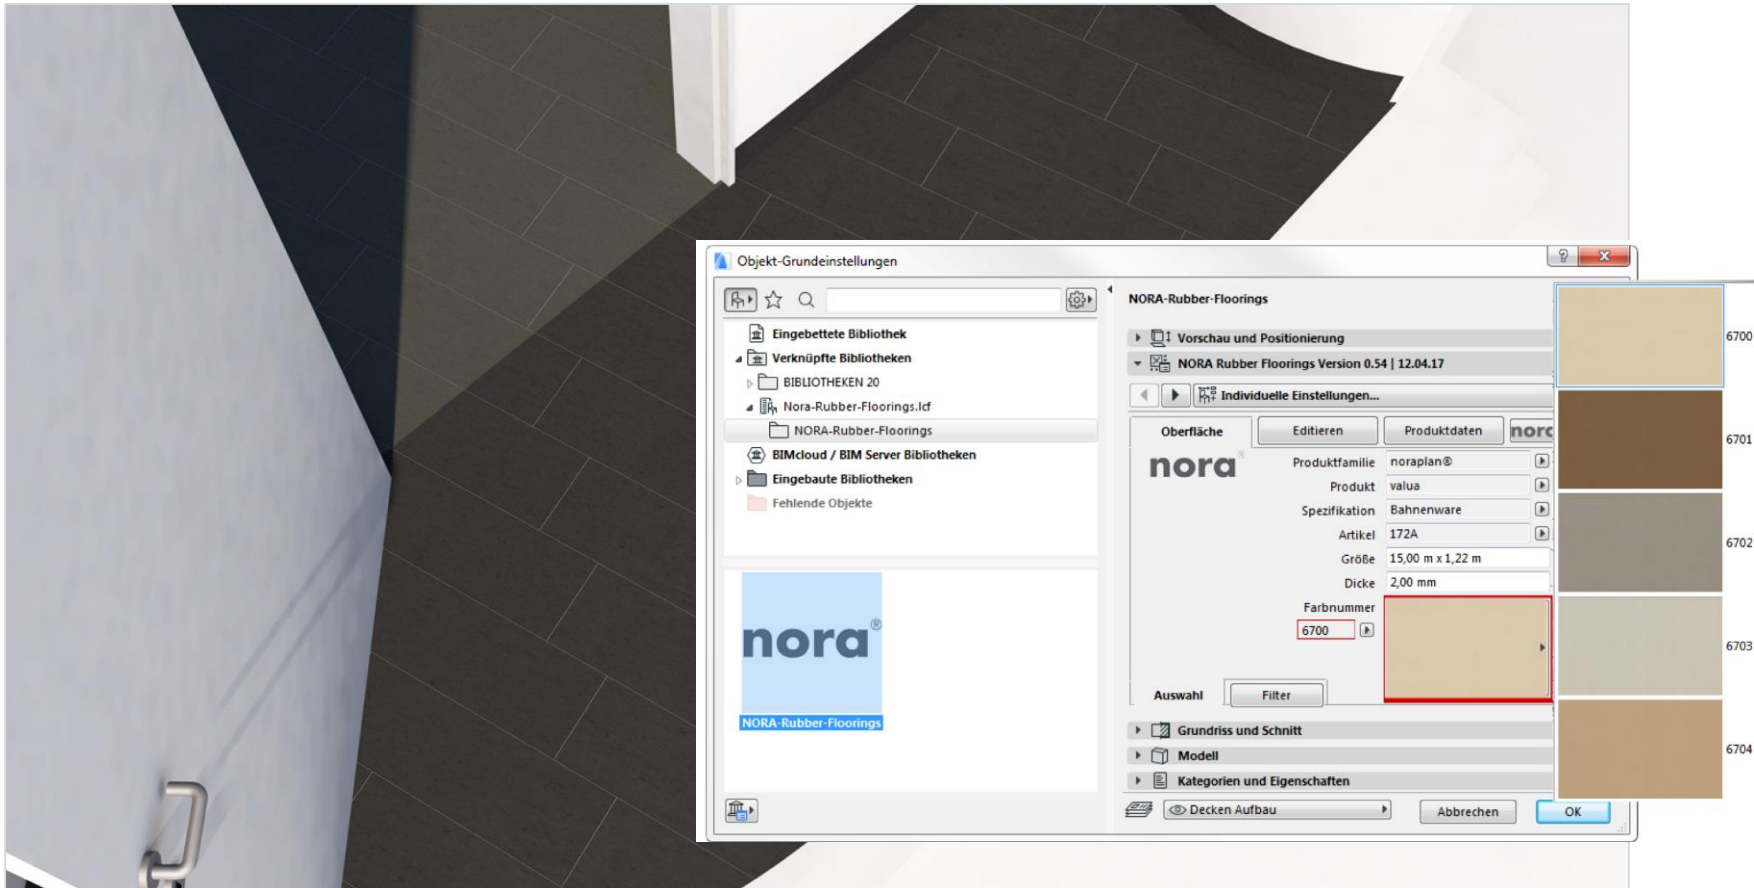 Objekt-Grundeinstellungen
NORA-Rubber-Floorings
Eingebettete Bibliothek
Verknüpfte Bibliotheken
BIBLIOTHEKEN 20
Nora-Rubber-Floorings.lcf
NORA-Rubber-Floorings
BIMcloud / BIM Server Bibliotheken
Eingebaute Bibliotheken
Fehlende Objekte
nora®
NORA-Rubber-Floorings
Vorschau und Positionierung
NORA Rubber Floorings Version 0.54 | 12.04.17
Individuelle Einstellungen...
Oberfläche Editieren Produktdaten nora
nora®
Produktfamilie noraplan®
Produkt valua
Spezifikation Bahnenware
Artikel 172A
Größe 15,00 m x 1,22 m
Dicke 2,00 mm
Farbnummer
6700
Auswahl Filter
Grundriss und Schnitt
Modell
Kategorien und Eigenschaften
Decken Aufbau Abbrechen OK
6700
6701
6702
6703
6704